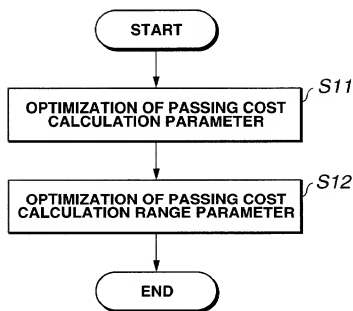 START
S11
OPTIMIZATION OF PASSING COST
CALCULATION PARAMETER
S12
OPTIMIZATION OF PASSING COST
CALCULATION RANGE PARAMETER
END